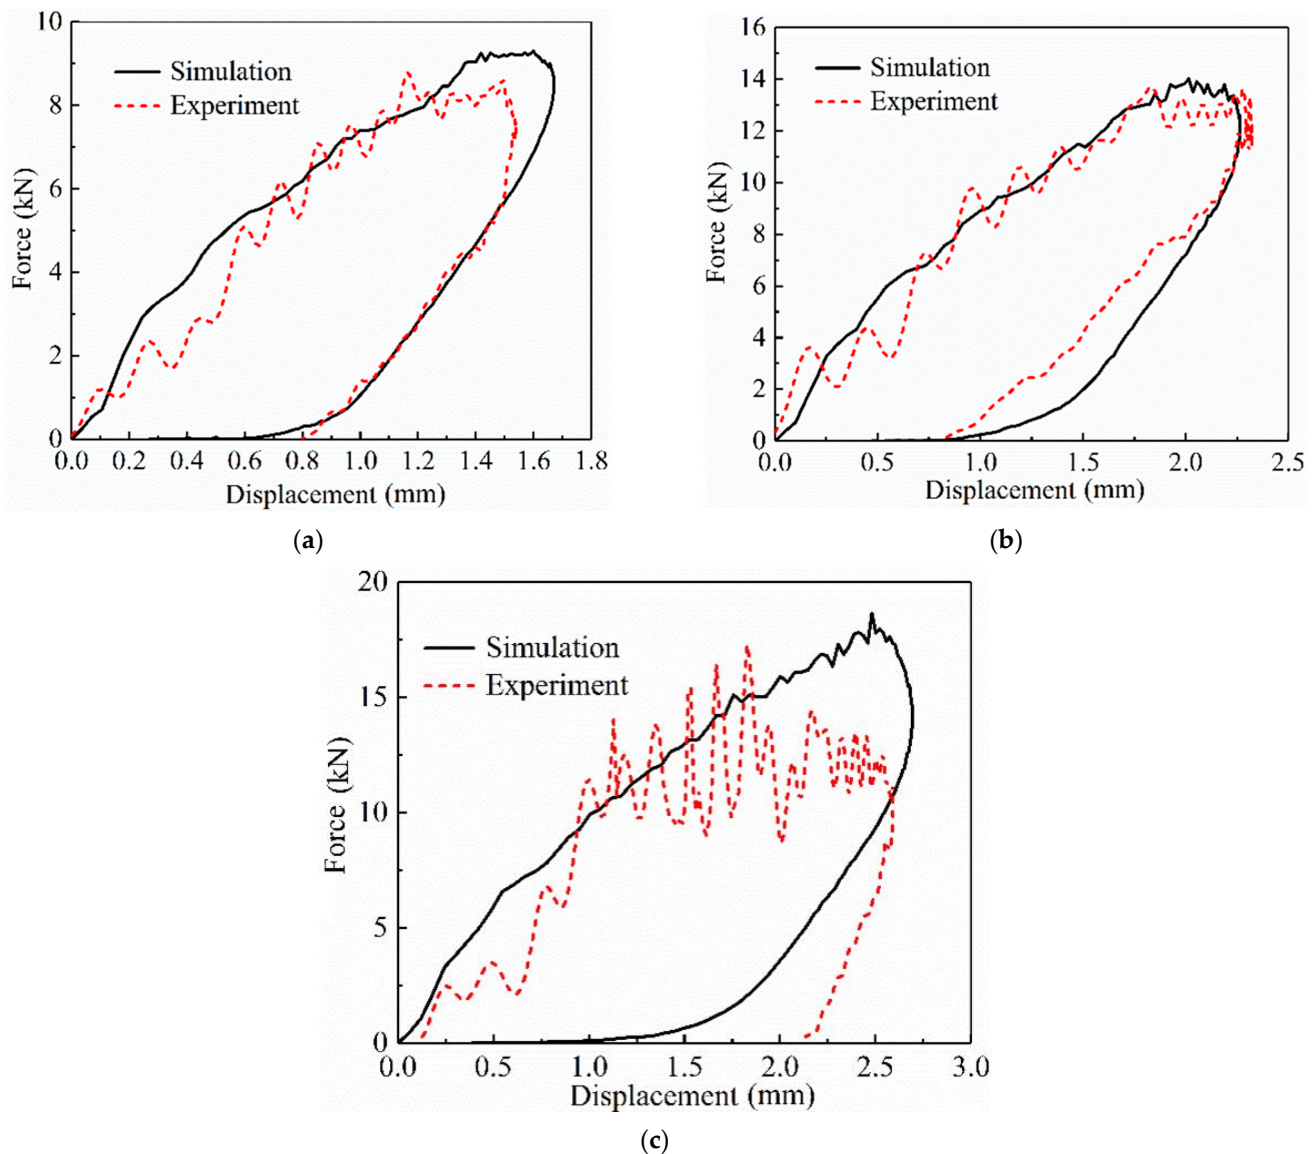 10
8
6
4
2
0
Force (kN)
Simulation
Experiment
0.0 0.2 0.4 0.6 0.8 1.0 1.2 1.4 1.6 1.8
Displacement (mm)
(a)
16
14
12
10
8
6
4
2
0
Force (kN)
Simulation
Experiment
0.0 0.5 1.0 1.5 2.0 2.5
Displacement (mm)
(b)
20
15
10
5
0
Force (kN)
Simulation
Experiment
0.0 0.5 1.0 1.5 2.0 2.5 3.0
Displacement (mm)
(c)